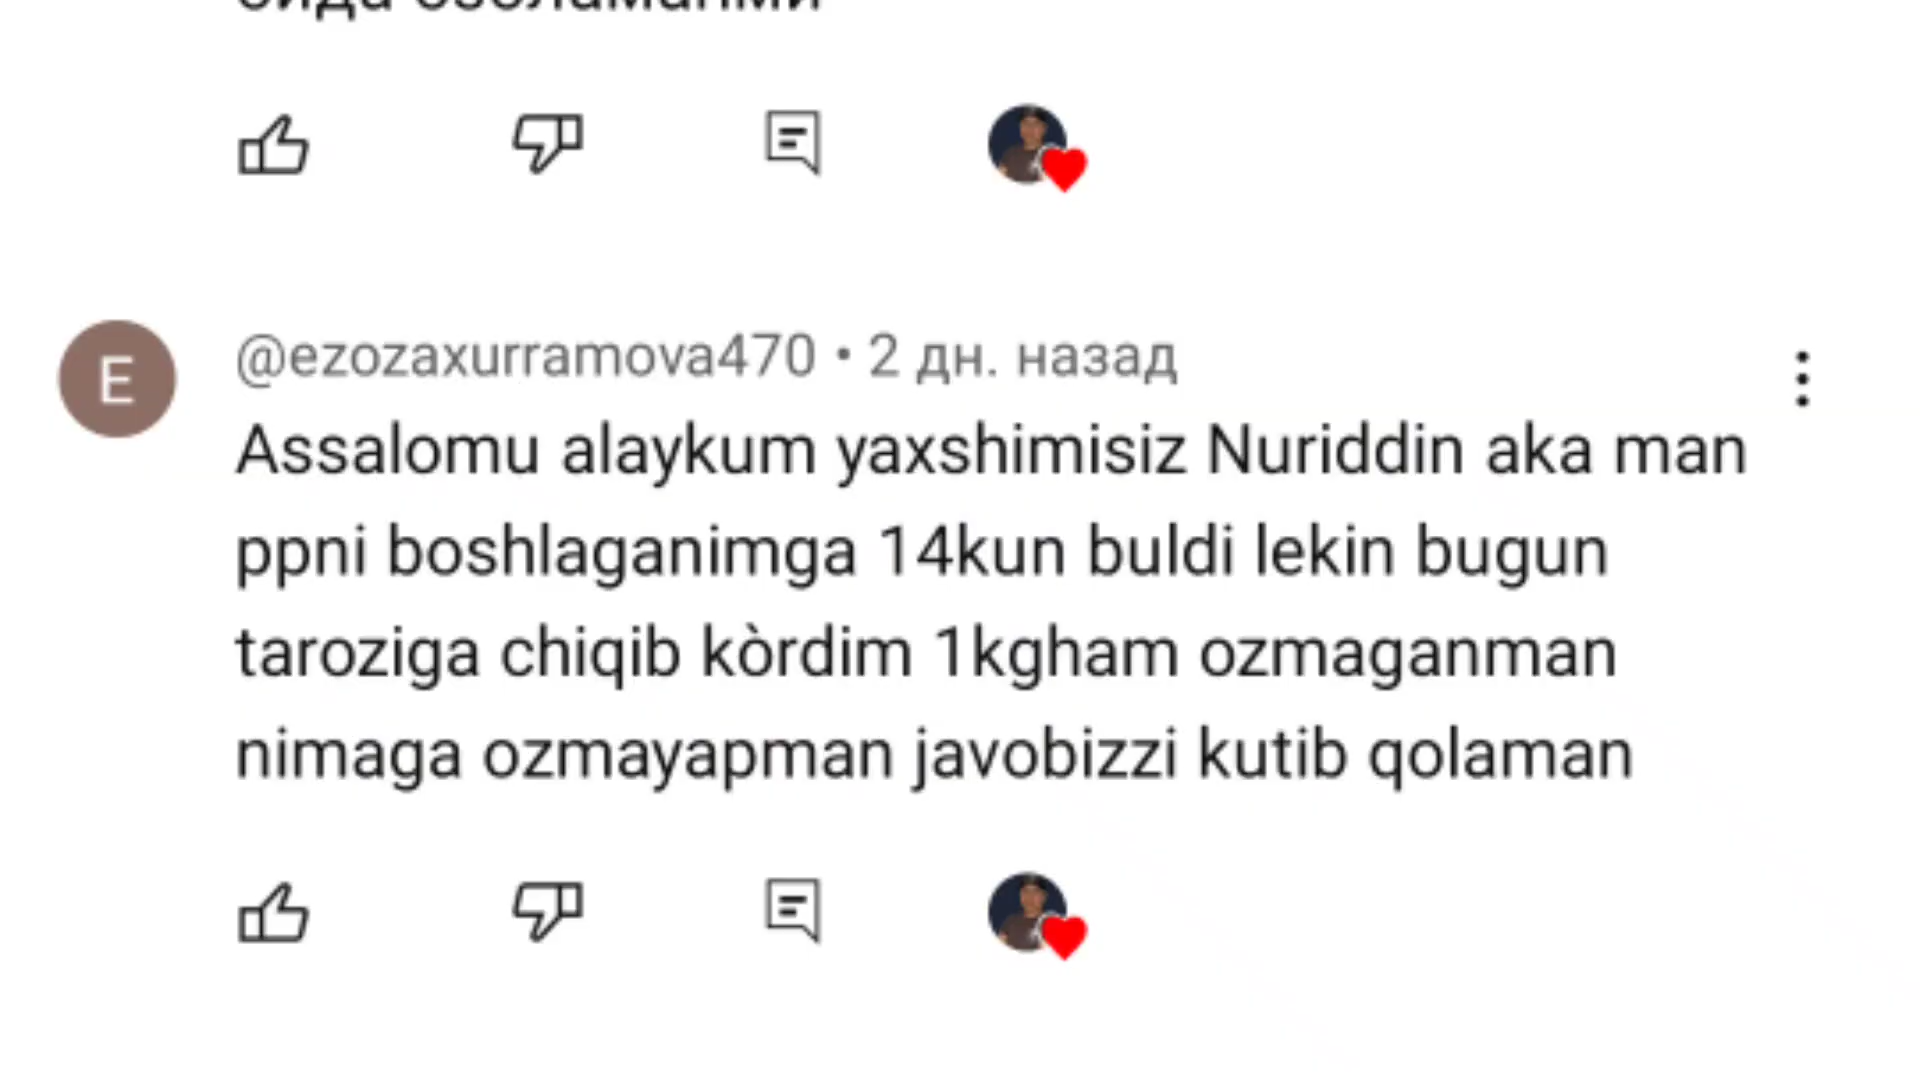 E
@ezozaxurramova470 • 2 дн. назад
Assalomu alaykum yaxshimisiz Nuriddin aka man
ppni boshlaganimga 14kun buldi lekin bugun
taroziga chiqib kòrdim 1kgham ozmaganman
nimaga ozmayapman javobizzi kutib qolaman